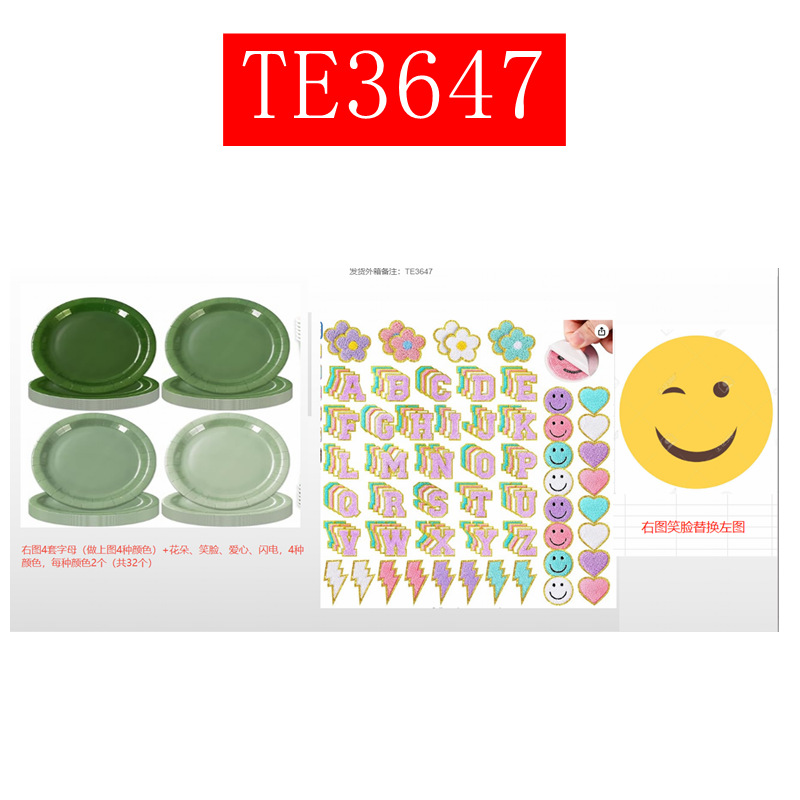 TE3647
发货外箱备注：TE3647
右图4套字母（做上图4种颜色）+花朵、笑脸、爱心、闪电，4种
颜色，每种颜色2个（共32个）
A B C D E
F G H I J K
L M N O P
Q R S T U
V W X Y Z
右图笑脸替换左图